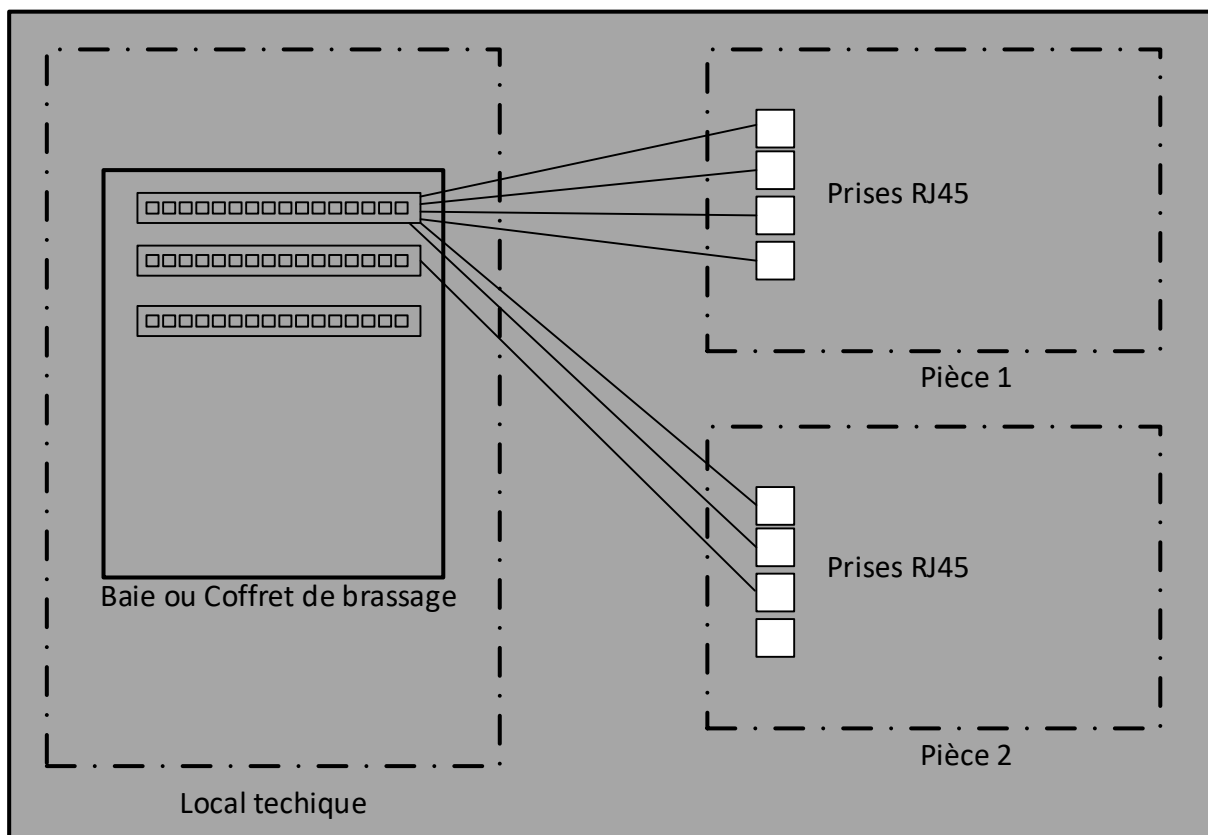 Prises RJ45
Pièce 1
Baie ou Coffret de brassage
Prises RJ45
Pièce 2
Local techique